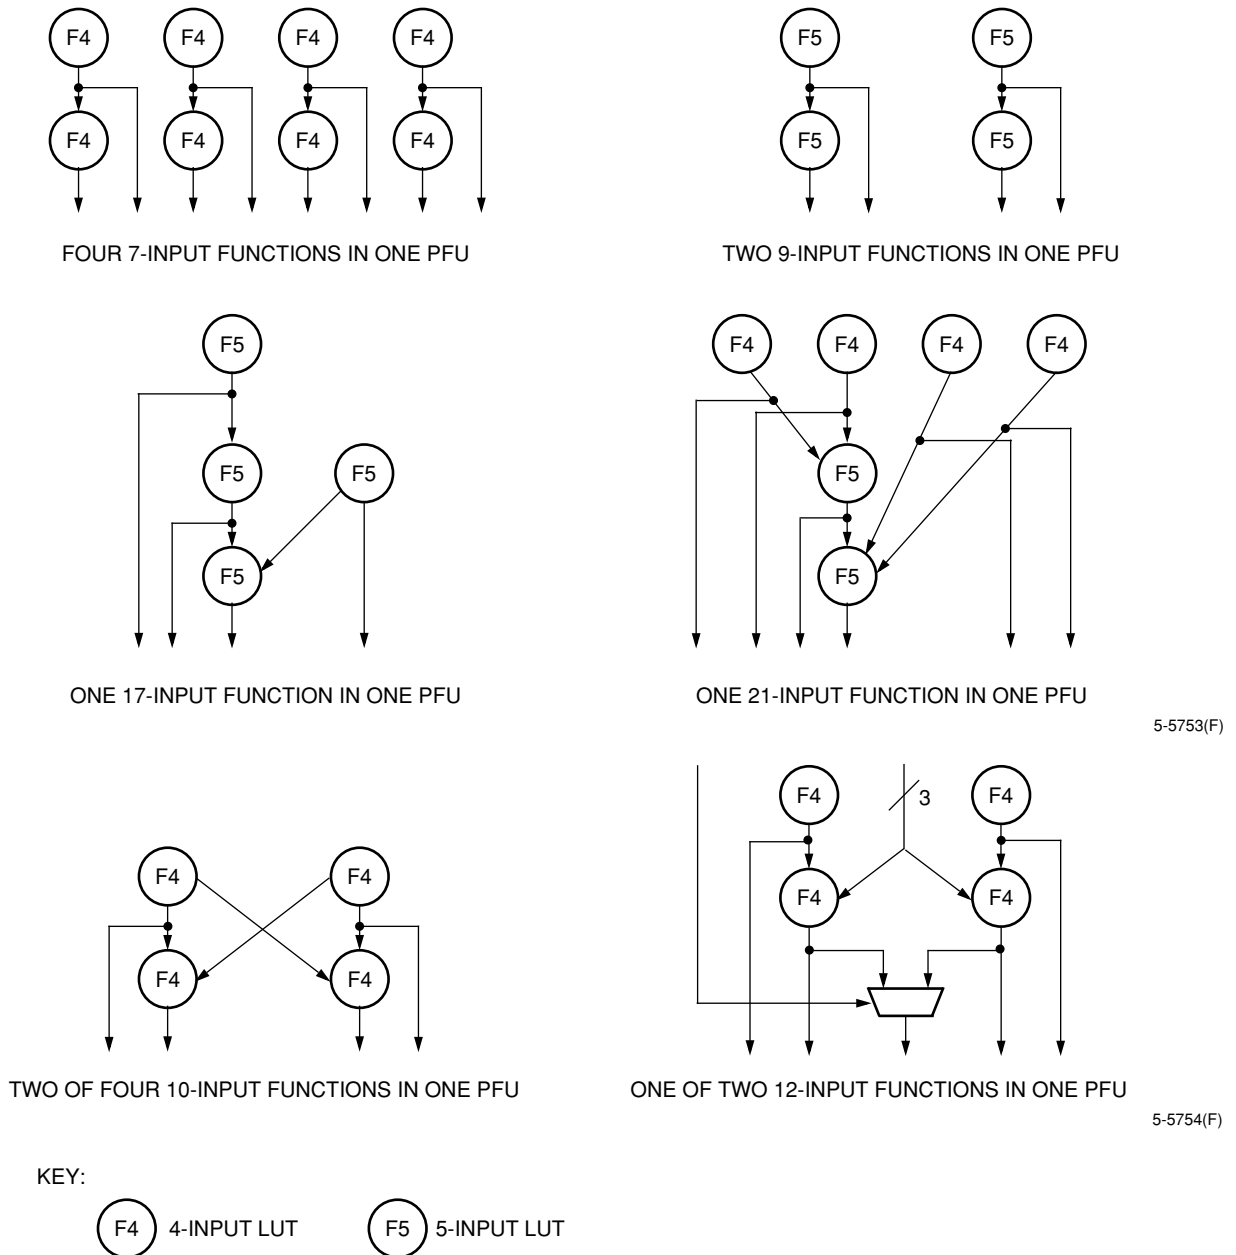 F4 F4 F4 F4 F5 F5
F4 F4 F4 F4 F5 F5
FOUR 7-INPUT FUNCTIONS IN ONE PFU
TWO 9-INPUT FUNCTIONS IN ONE PFU
F5 F4 F4 F4 F4
F5 F5 F5
F5 F5
ONE 17-INPUT FUNCTION IN ONE PFU
ONE 21-INPUT FUNCTION IN ONE PFU
5-5753(F)
F4 3 F4
F4 F4 F4 F4
F4 F4
TWO OF FOUR 10-INPUT FUNCTIONS IN ONE PFU
ONE OF TWO 12-INPUT FUNCTIONS IN ONE PFU
5-5754(F)
KEY:
F4 4-INPUT LUT F5 5-INPUT LUT